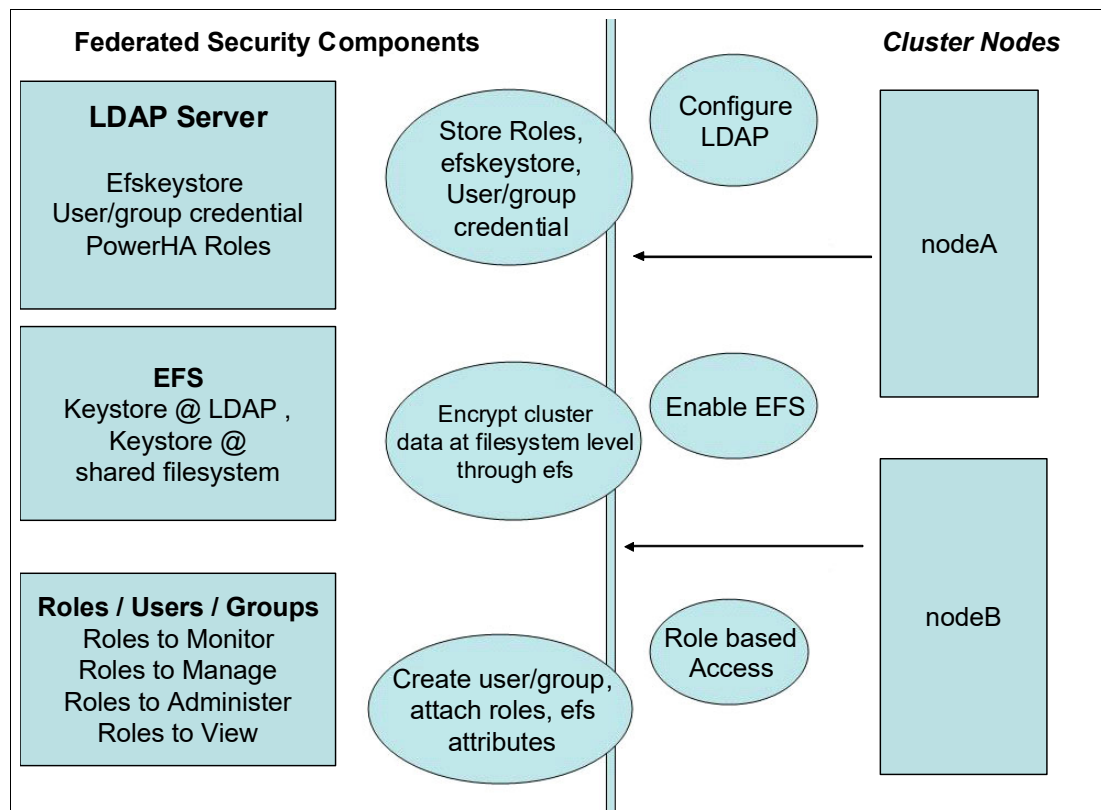 Federated Security Components
Cluster Nodes
LDAP Server
Efskeystore
User/group credential
PowerHA Roles
Store Roles,
efskeystore,
User/group
credential
Configure
LDAP
nodeA
EFS
Keystore @ LDAP ,
Keystore @
shared filesystem
Encrypt cluster
data at filesystem level
through efs
Enable EFS
Roles / Users / Groups
Roles to Monitor
Roles to Manage
Roles to Administer
Roles to View
Create user/group,
attach roles, efs
attributes
Role based
Access
nodeB